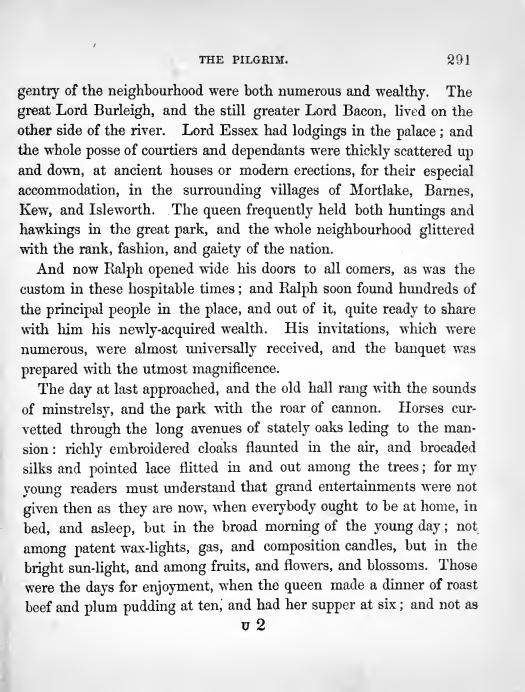 THE PILGRIM. 291
gentry of the neighbourhood were both numerous and wealthy. The
great Lord Burleigh, and the still greater Lord Bacon, lived on the
other side of the river. Lord Essex had lodgings in the palace; and
the whole posse of courtiers and dependants were thickly scattered up
and down, at ancient houses or modern erections, for their especial
accommodation, in the surrounding villages of Mortlake, Barnes,
Kew, and Isleworth. The queen frequently held both huntings and
hawkings in the great park, and the whole neighbourhood glittered
with the rank, fashion, and gaiety of the nation.
And now Ralph opened wide his doors to all comers, as was the
custom in these hospitable times; and Ralph soon found hundreds of
the principal people in the place, and out of it, quite ready to share
with him his newly-acquired wealth. His invitations, which were
numerous, were almost universally received, and the banquet was
prepared with the utmost magnificence.
The day at last approached, and the old hall rang with the sounds
of minstrelsy, and the park with the roar of cannon. Horses cur-
vetted through the long avenues of stately oaks leding to the man-
sion: richly embroidered cloaks flaunted in the air, and brocaded
silks and pointed lace flitted in and out among the trees; for my
young readers must understand that grand entertainments were not
given then as they are now, when everybody ought to be at home, in
bed, and asleep, but in the broad morning of the young day; not
among patent wax-lights, gas, and composition candles, but in the
bright sun-light, and among fruits, and flowers, and blossoms. Those
were the days for enjoyment, when the queen made a dinner of roast
beef and plum pudding at ten, and had her supper at six; and not as
U 2